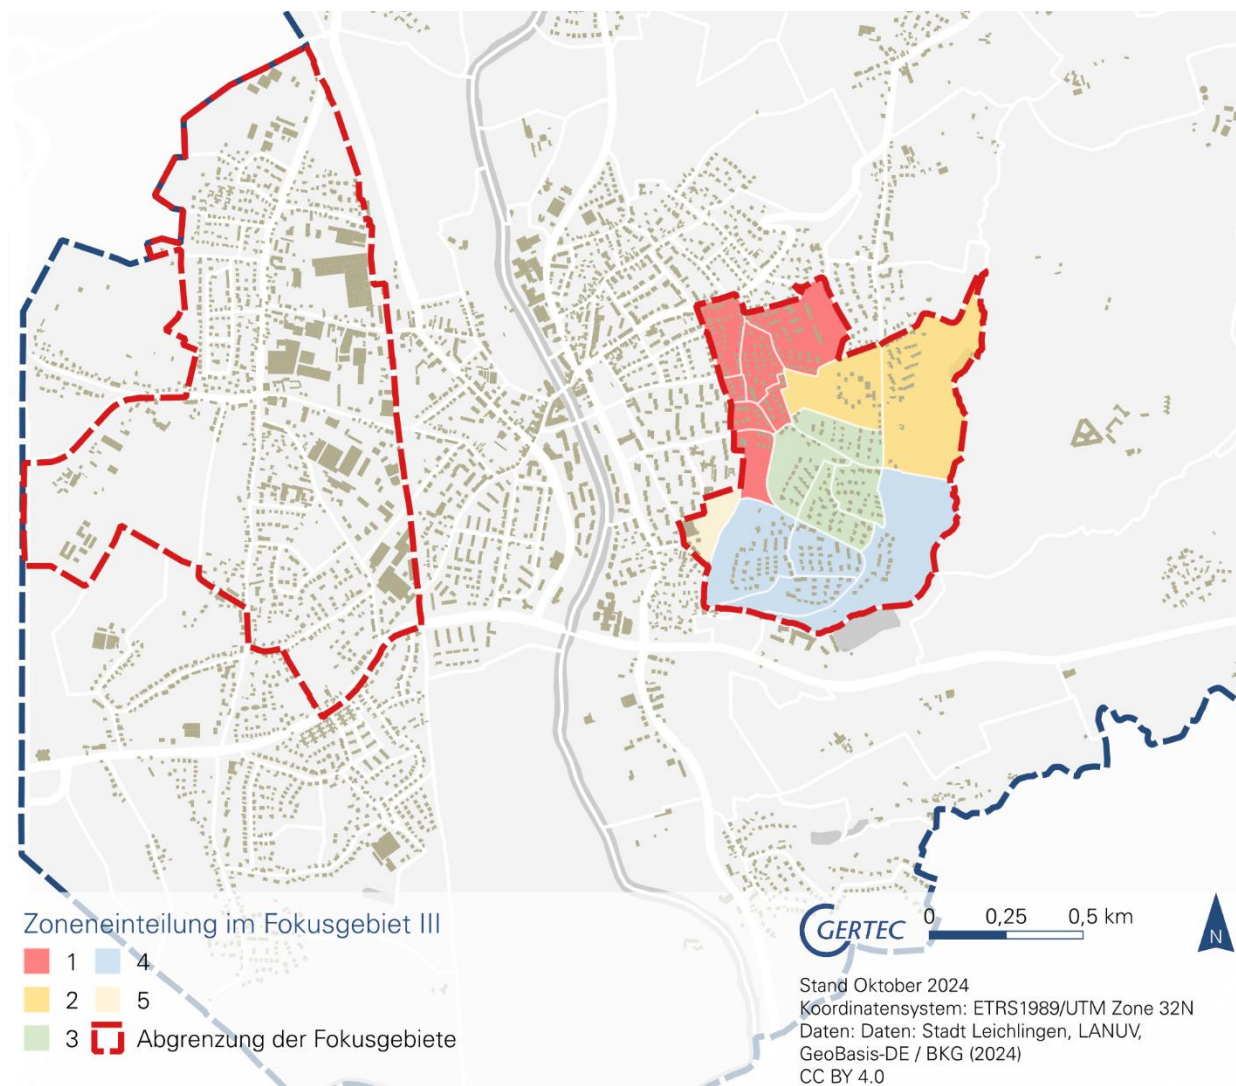 Zoneneinteilung im Fokusgebiet III
1 4
2 5
3 Abgrenzung der Fokusgebiete
GERTEC
0 0,25 0,5 km
N
Stand Oktober 2024
Koordinatensystem: ETRS1989/UTM Zone 32N
Daten: Daten: Stadt Leichlingen, LANUV,
GeoBasis-DE / BKG (2024)
CC BY 4.0